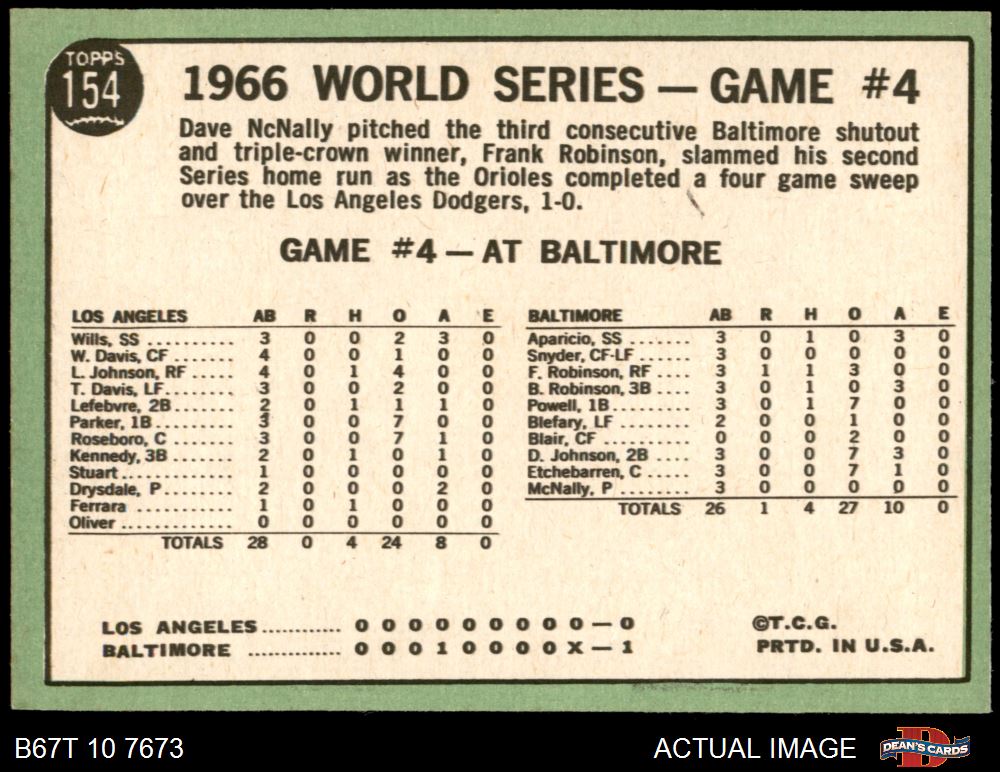 TOPPS
154
1966 WORLD SERIES — GAME #4
Dave NcNally pitched the third consecutive Baltimore shutout
and triple-crown winner, Frank Robinson, slammed his second
Series home run as the Orioles completed a four game sweep
over the Los Angeles Dodgers, 1-0.
GAME #4 — AT BALTIMORE
LOS ANGELES AB R H O A E
Wills, SS .......... 3 0 0 2 3 0
W. Davis, CF ....... 4 0 0 1 0 0
L. Johnson, RF ..... 4 0 1 4 0 0
T. Davis, LF ........ 3 0 0 2 0 0
Lefebvre, 2B ....... 2 0 1 1 1 0
Parker, 1B .......... 3 0 0 7 0 0
Roseboro, C ........ 3 0 0 7 1 0
Kennedy, 3B ........ 2 0 1 0 1 0
Stuart .............. 1 0 0 0 0 0
Drysdale, P ......... 2 0 0 0 2 0
Ferrara ............ 1 0 1 0 0 0
Oliver .............. 0 0 0 0 0 0
TOTALS 28 0 4 24 8 0
BALTIMORE AB R H O A E
Aparicio, SS ........ 3 0 1 0 3 0
Snyder, CF-LF ....... 3 0 0 0 0 0
F. Robinson, RF ..... 3 1 1 3 0 0
B. Robinson, 3B ..... 3 0 1 0 3 0
Powell, 1B .......... 3 0 1 7 0 0
Blefary, LF ......... 2 0 0 1 0 0
Blair, CF ........... 0 0 0 2 0 0
D. Johnson, 2B ...... 3 0 0 7 3 0
Etchebarren, C ...... 3 0 0 7 1 0
McNally, P .......... 3 0 0 0 0 0
TOTALS 26 1 4 27 10 0
LOS ANGELES ............ 0 0 0 0 0 0 0 0 0 — 0
BALTIMORE .............. 0 0 0 1 0 0 0 0 X — 1
©T.C.G.
PRTD. IN U.S.A.
B67T 10 7673
ACTUAL IMAGE
DEAN'S CARDS